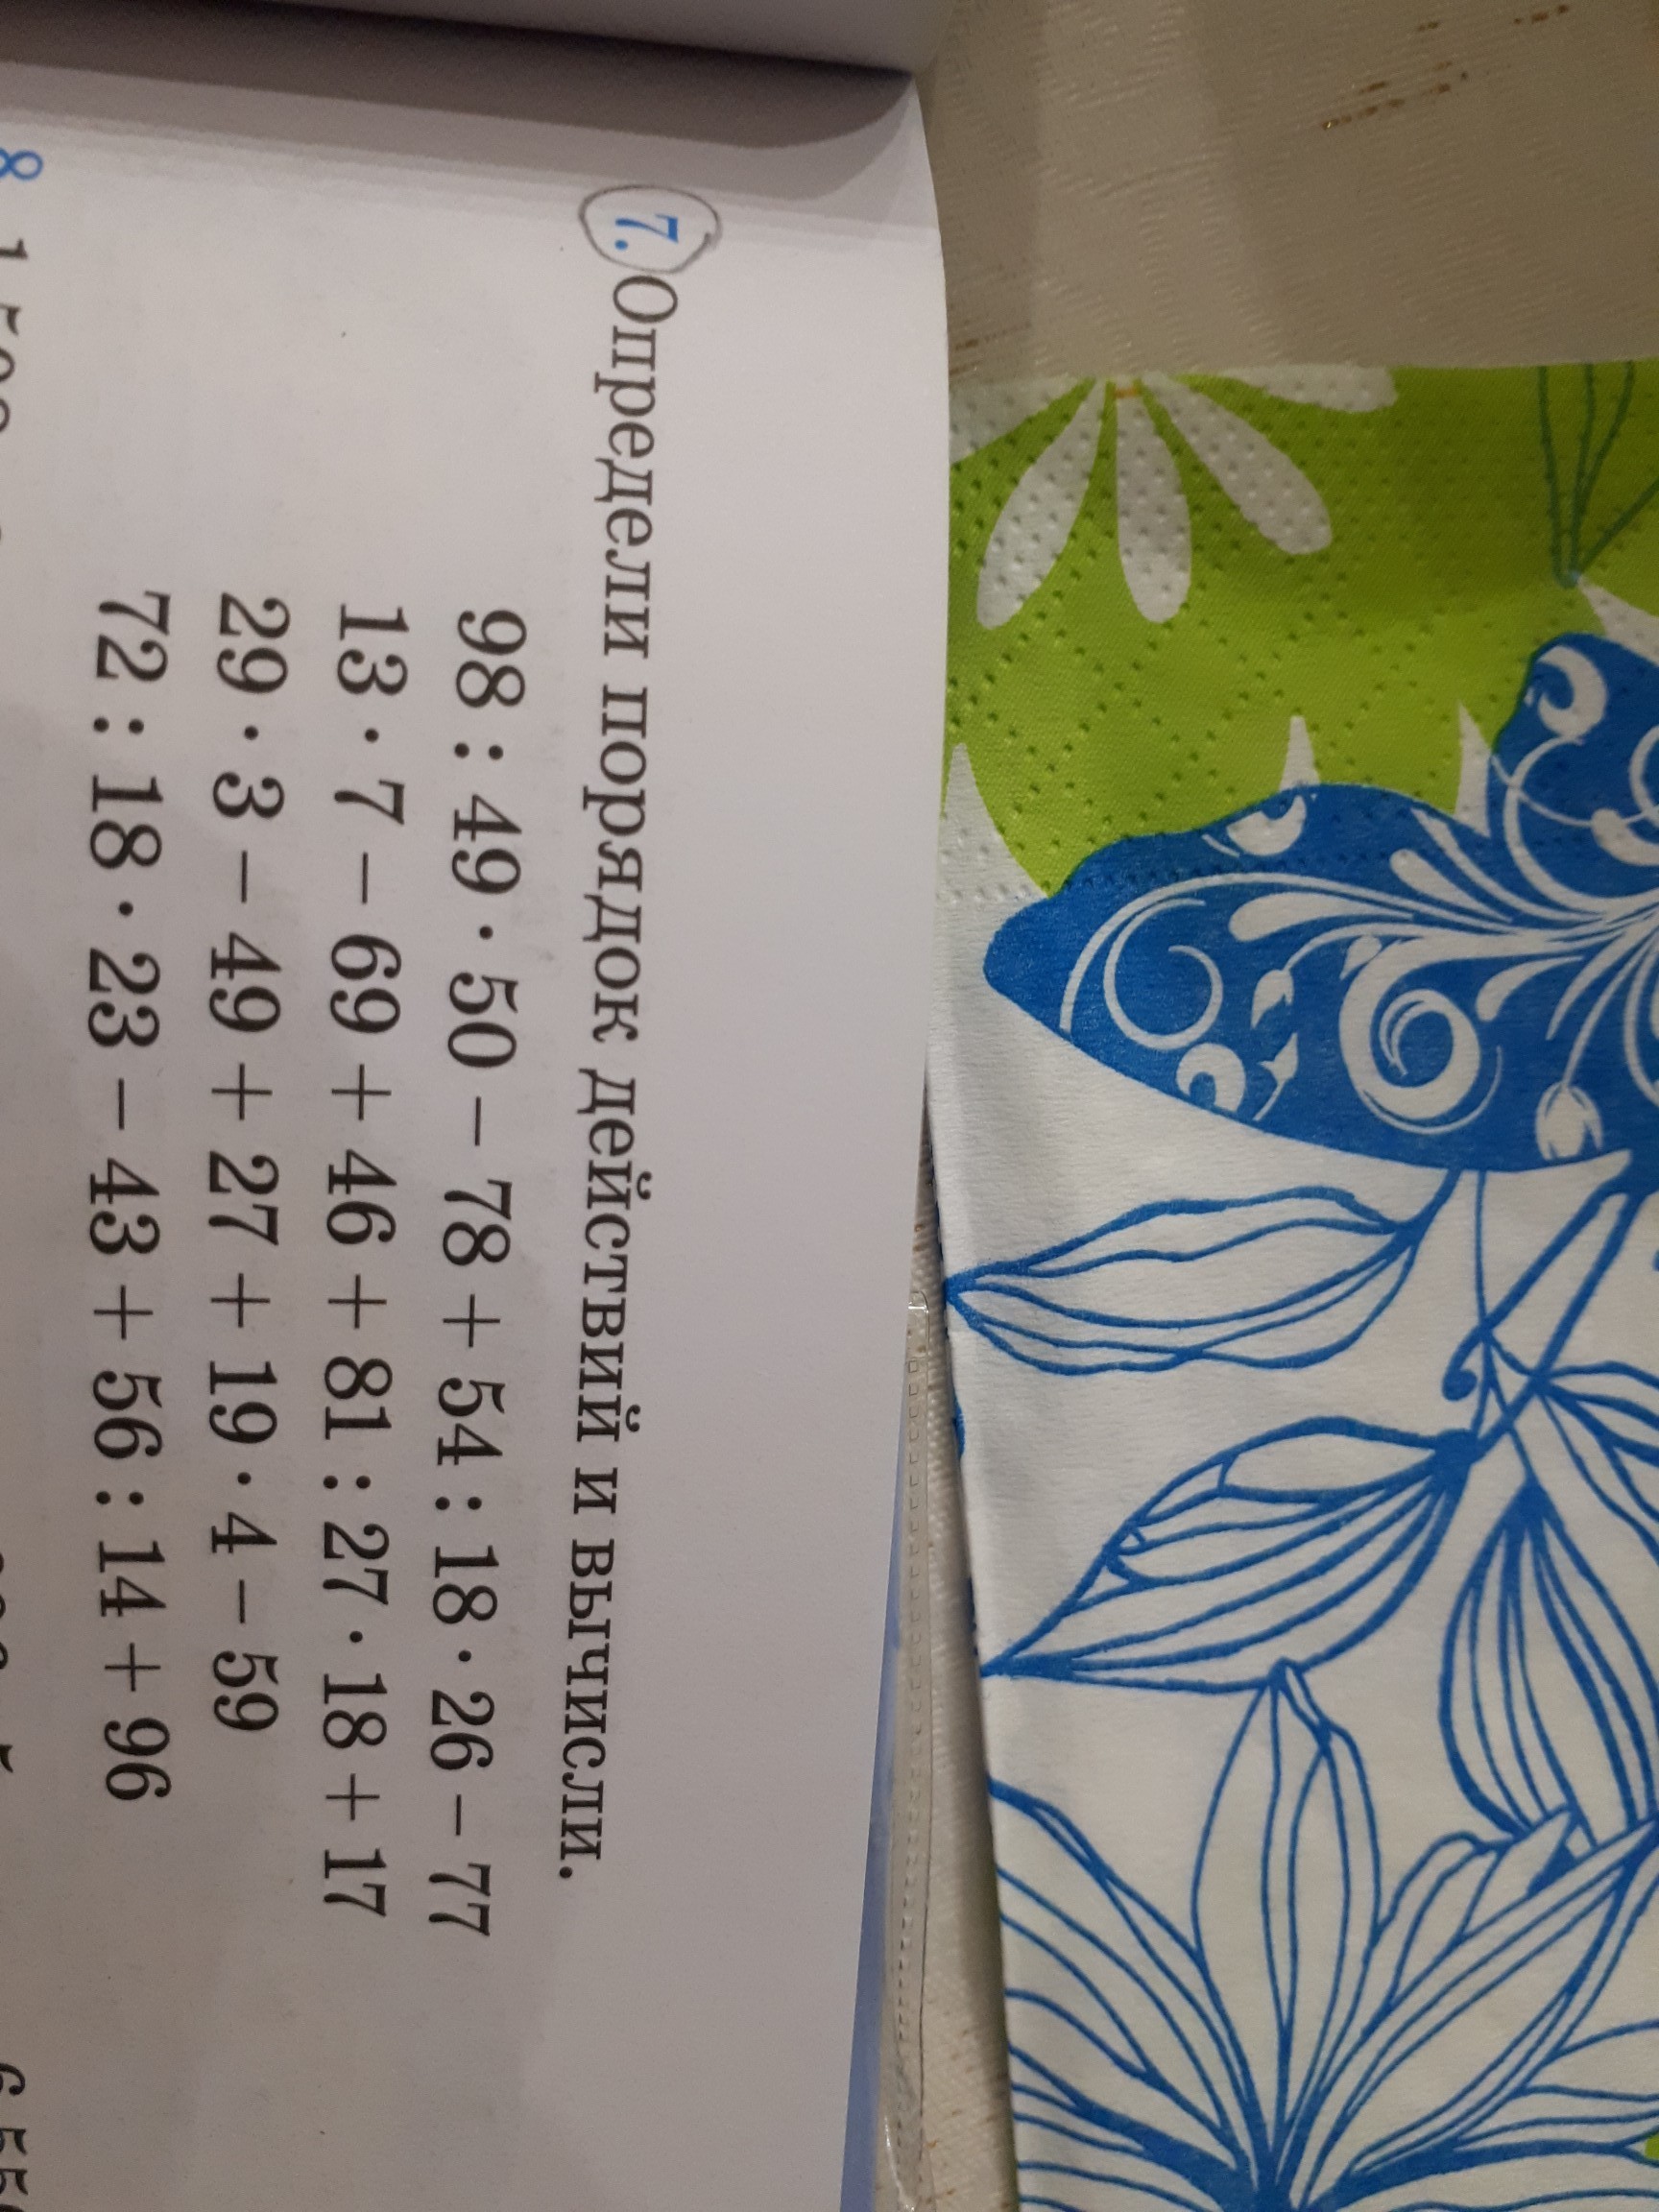 7. Определи порядок действий и вычисли.
98 : 49 · 50 − 78 + 54 : 18 · 26 − 77
13 · 7 − 69 + 46 + 81 : 27 · 18 + 17
29 · 3 − 49 + 27 + 19 · 4 − 59
72 : 18 · 23 − 43 + 56 : 14 + 96
8